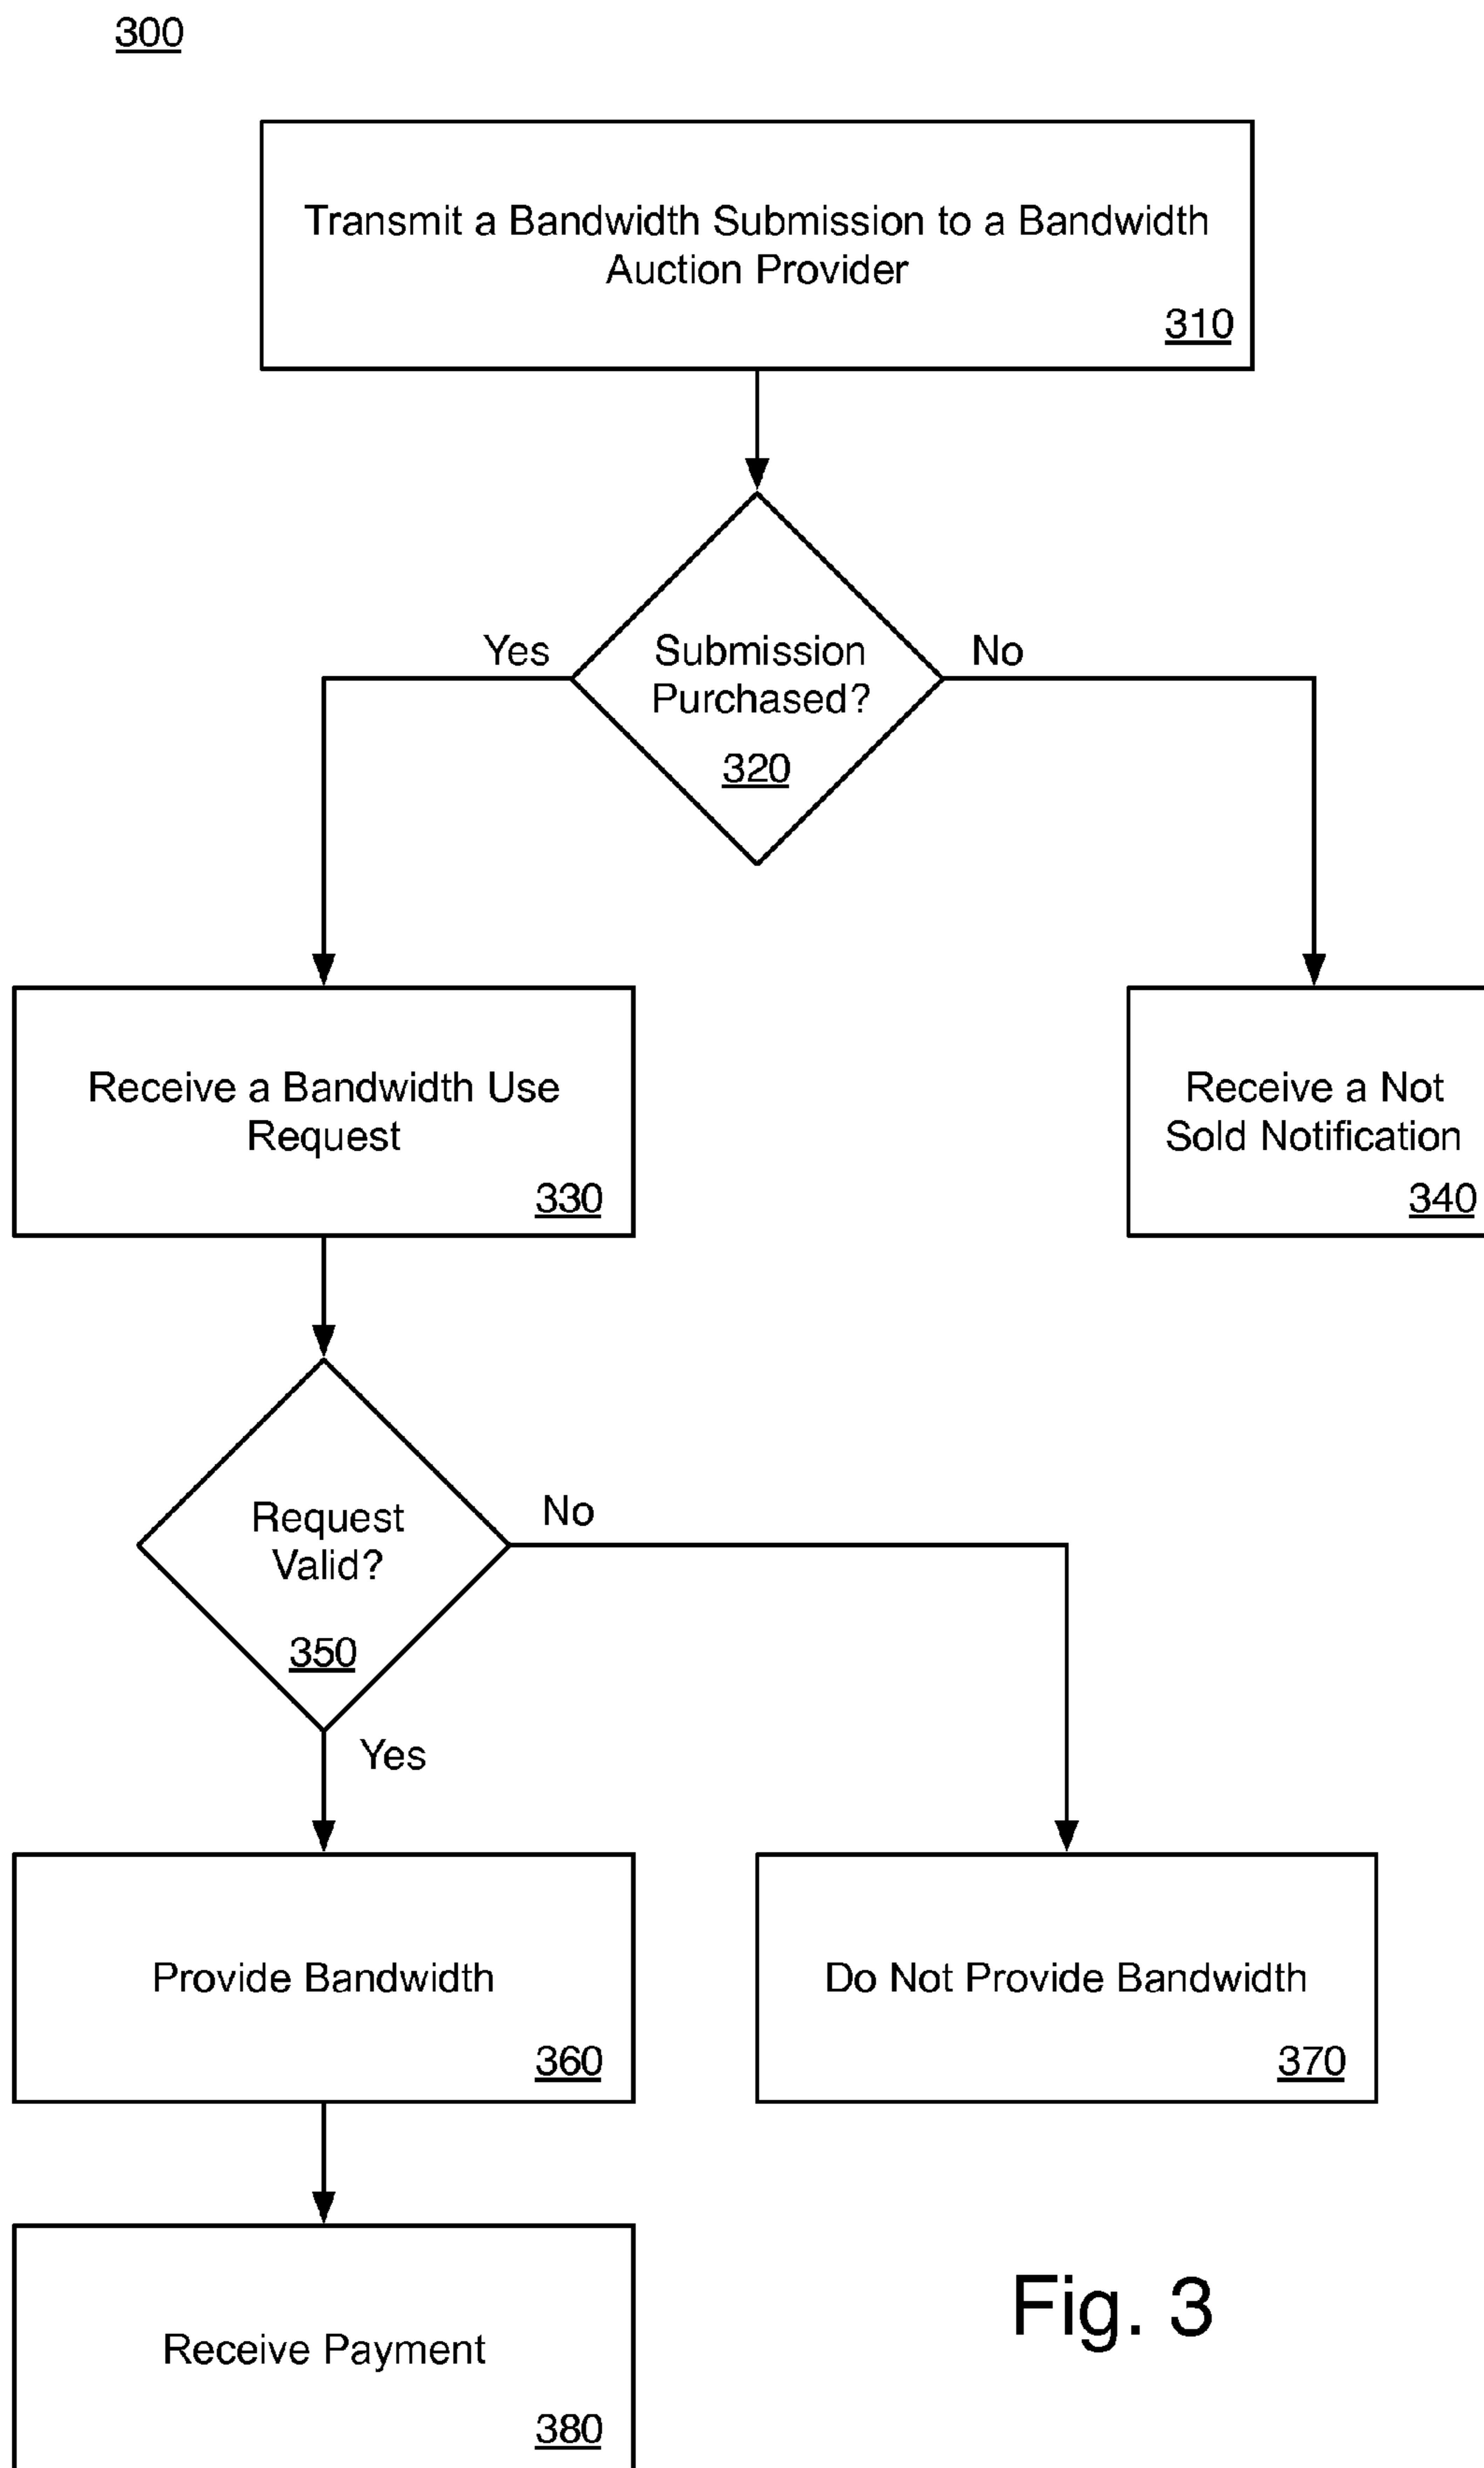 300
Transmit a Bandwidth Submission to a Bandwidth
Auction Provider
310
Yes
Submission
Purchased?
No
320
Receive a Bandwidth Use
Request
330
Receive a Not
Sold Notification
340
Request
Valid?
No
350
Yes
Provide Bandwidth
360
Do Not Provide Bandwidth
370
Receive Payment
380
Fig. 3